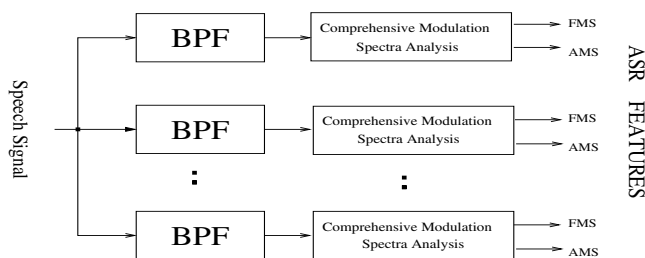 Speech Signal
BPF
Comprehensive Modulation
Spectra Analysis
FMS
AMS
BPF
Comprehensive Modulation
Spectra Analysis
FMS
AMS
BPF
Comprehensive Modulation
Spectra Analysis
FMS
AMS
ASR FEATURES